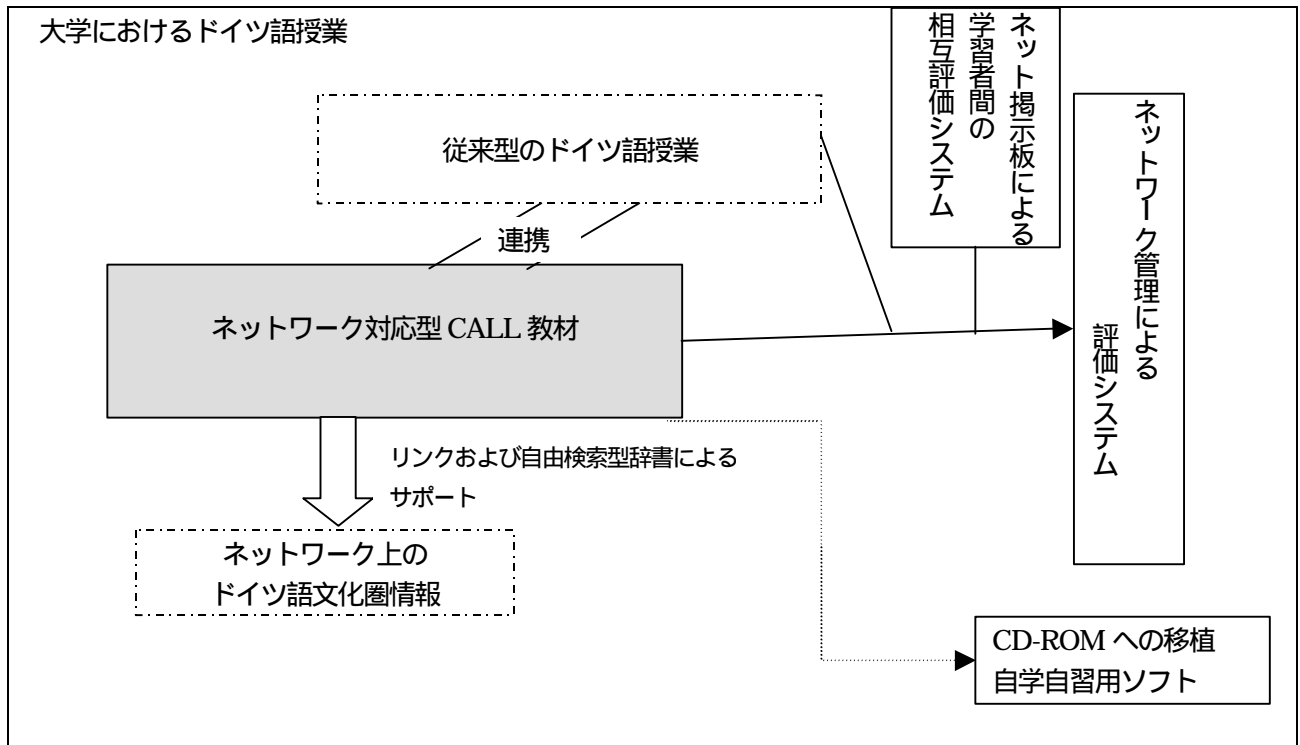 大学におけるドイツ語授業
ネット掲示板による
学習者間の
相互評価システム
ネットワーク管理による
評価システム
従来型のドイツ語授業
連携
ネットワーク対応型 CALL 教材
リンクおよび自由検索型辞書による
サポート
ネットワーク上の
ドイツ語文化圏情報
CD-ROM への移植
自学自習用ソフト